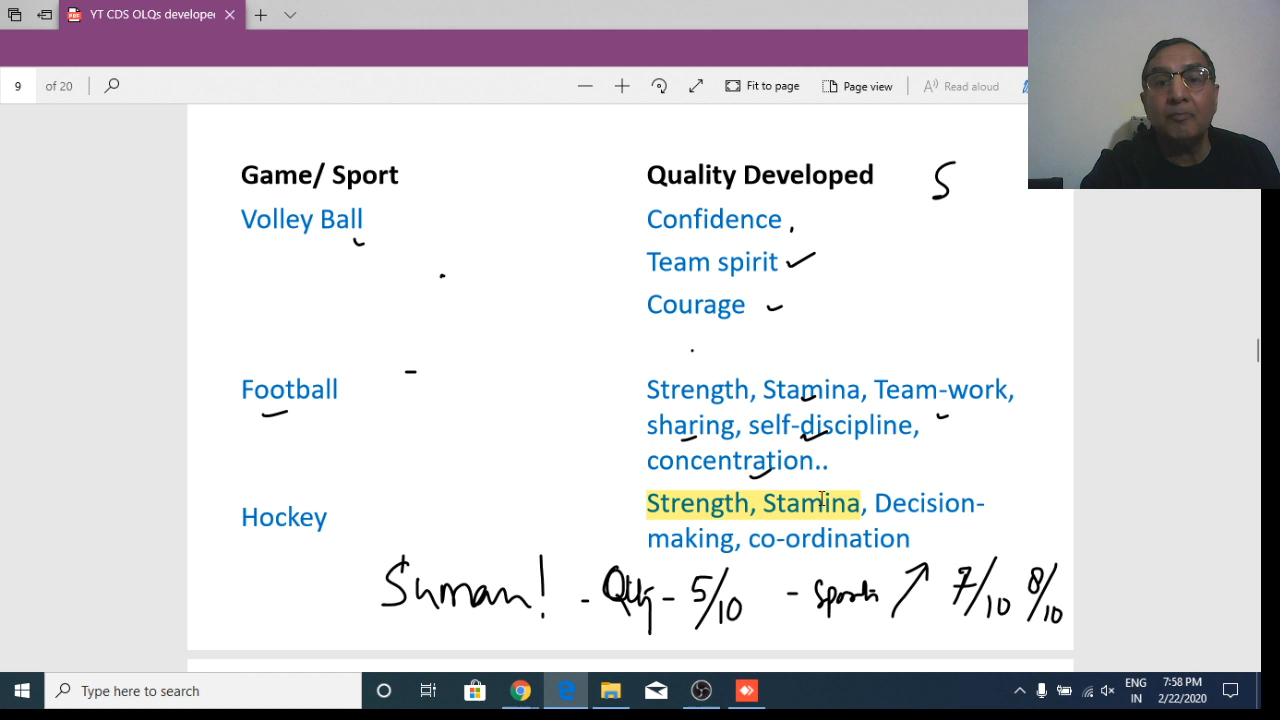 YT CDS OLQs develope
9 of 20
Fit to page
Page view
Read aloud
Game/ Sport
Quality Developed
S
Volley Ball
Confidence
Team spirit
Courage
Football
Strength, Stamina, Team-work,
sharing, self-discipline,
concentration..
Hockey
Strength, Stamina, Decision-
making, co-ordination
Suman! - Qlty - 5/10 - Sports 7/10 8/10
Type here to search
ENG
IN
7:58 PM
2/22/2020